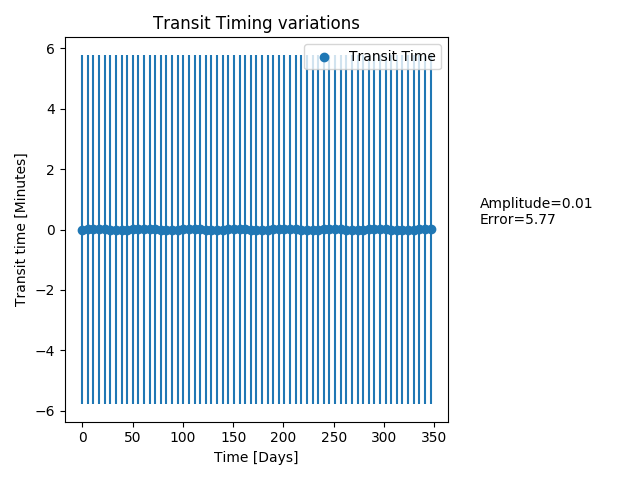 Transit Timing variations
Transit Time
6
4
2
0
−2
−4
−6
Transit time [Minutes]
Amplitude=0.01
Error=5.77
0 50 100 150 200 250 300 350
Time [Days]